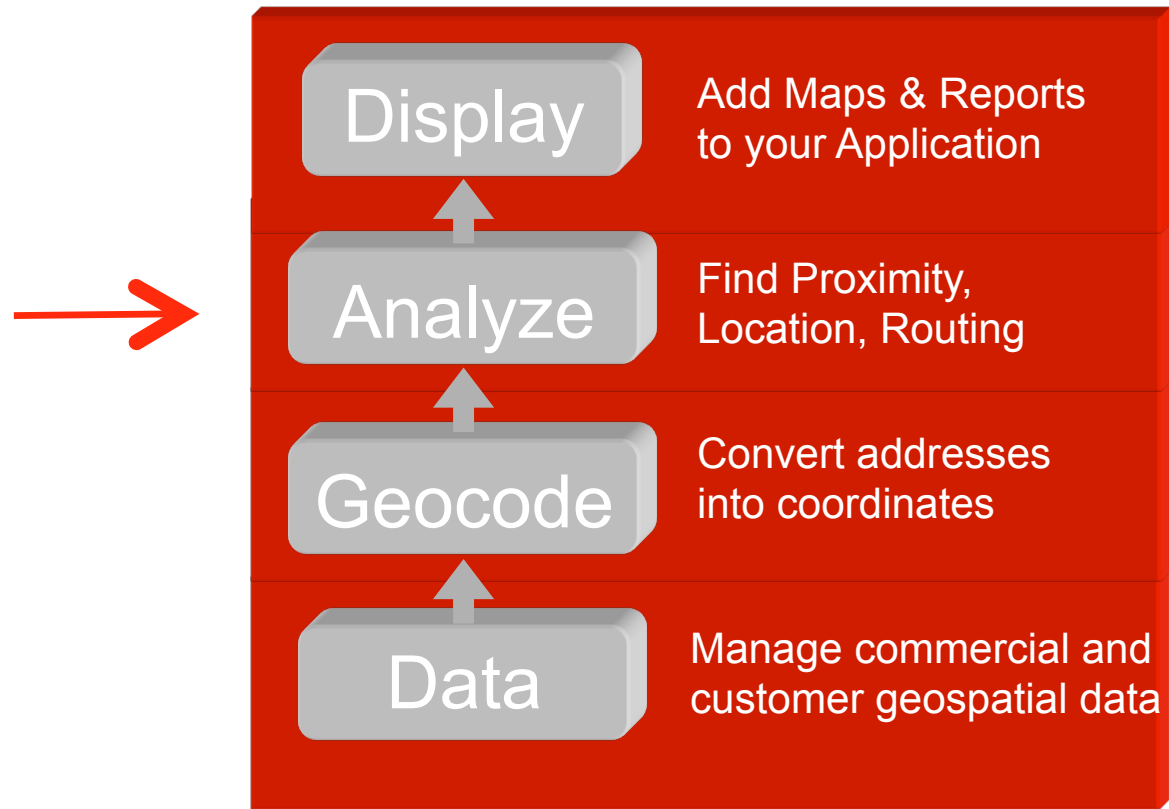 Display
Add Maps & Reports
to your Application
Analyze
Find Proximity,
Location, Routing
Geocode
Convert addresses
into coordinates
Data
Manage commercial and
customer geospatial data